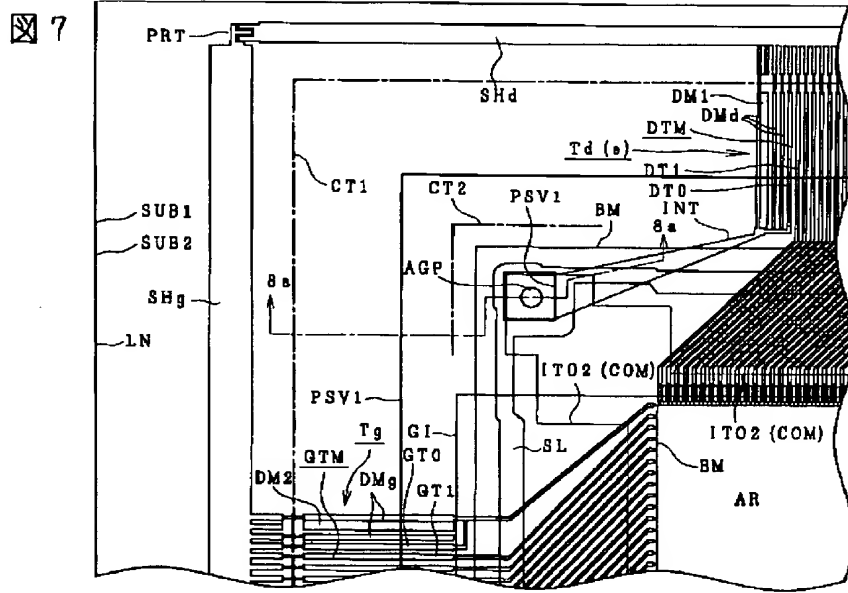 図7
PRT
SHd
DM1
DMd
DTM
Td(e)
DT1
DT0
CT1
CT2
PSV1
BM
INT
8a
SUB1
SUB2
AGP
8a
SHg
LN
ITO2(COM)
PSV1
GI
ITO2(COM)
Tg
SL
GTM
GT0
BM
DM2
DMg
GT1
AR